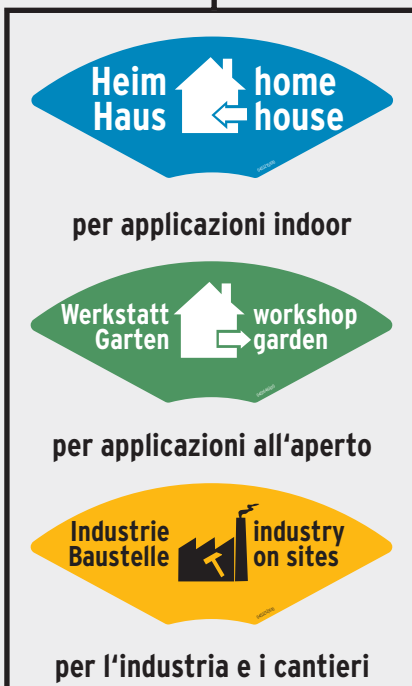 Heim home
Haus house
per applicazioni indoor
Werkstatt workshop
Garten garden
per applicazioni all‘aperto
Industrie industry
Baustelle on sites
per l‘industria e i cantieri